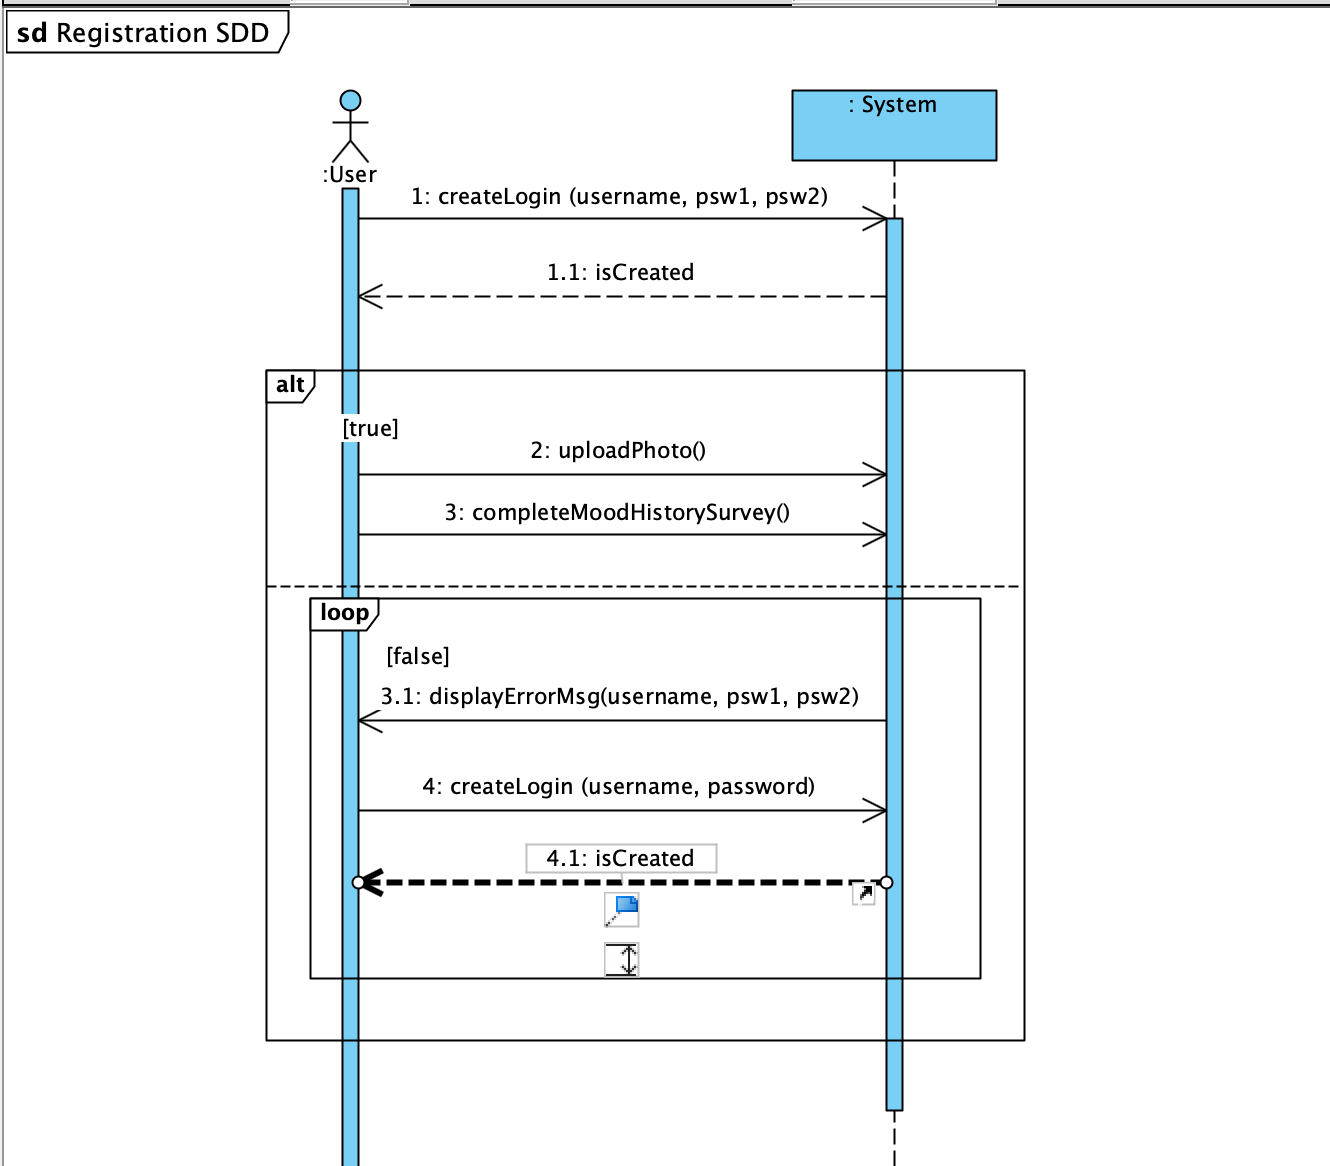 sd Registration SDD
: System
:User
1: createLogin (username, psw1, psw2)
1.1: isCreated
alt
[true]
2: uploadPhoto()
3: completeMoodHistorySurvey()
loop
[false]
3.1: displayErrorMsg(username, psw1, psw2)
4: createLogin (username, password)
4.1: isCreated